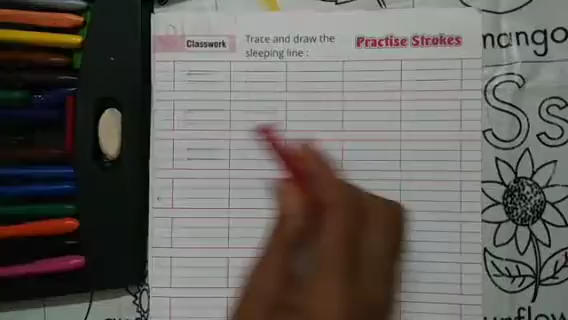 Classwork
Trace and draw the
sleeping line :
Practise Strokes
mango
Ss